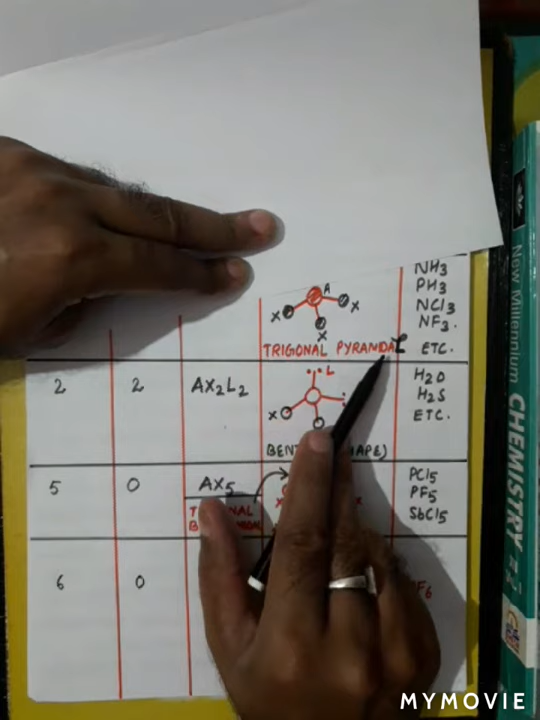 A
X X
X
NH3
PH3
NCl3
NF3.
ETC.
TRIGONAL PYRAMIDAL
2 2 AX2L2
L
X
H2O
H2S
ETC.
5 0 AX5
PCl5
PF5
SbCl5
6 0
F6
New Millennium CHEMISTRY
MYMOVIE